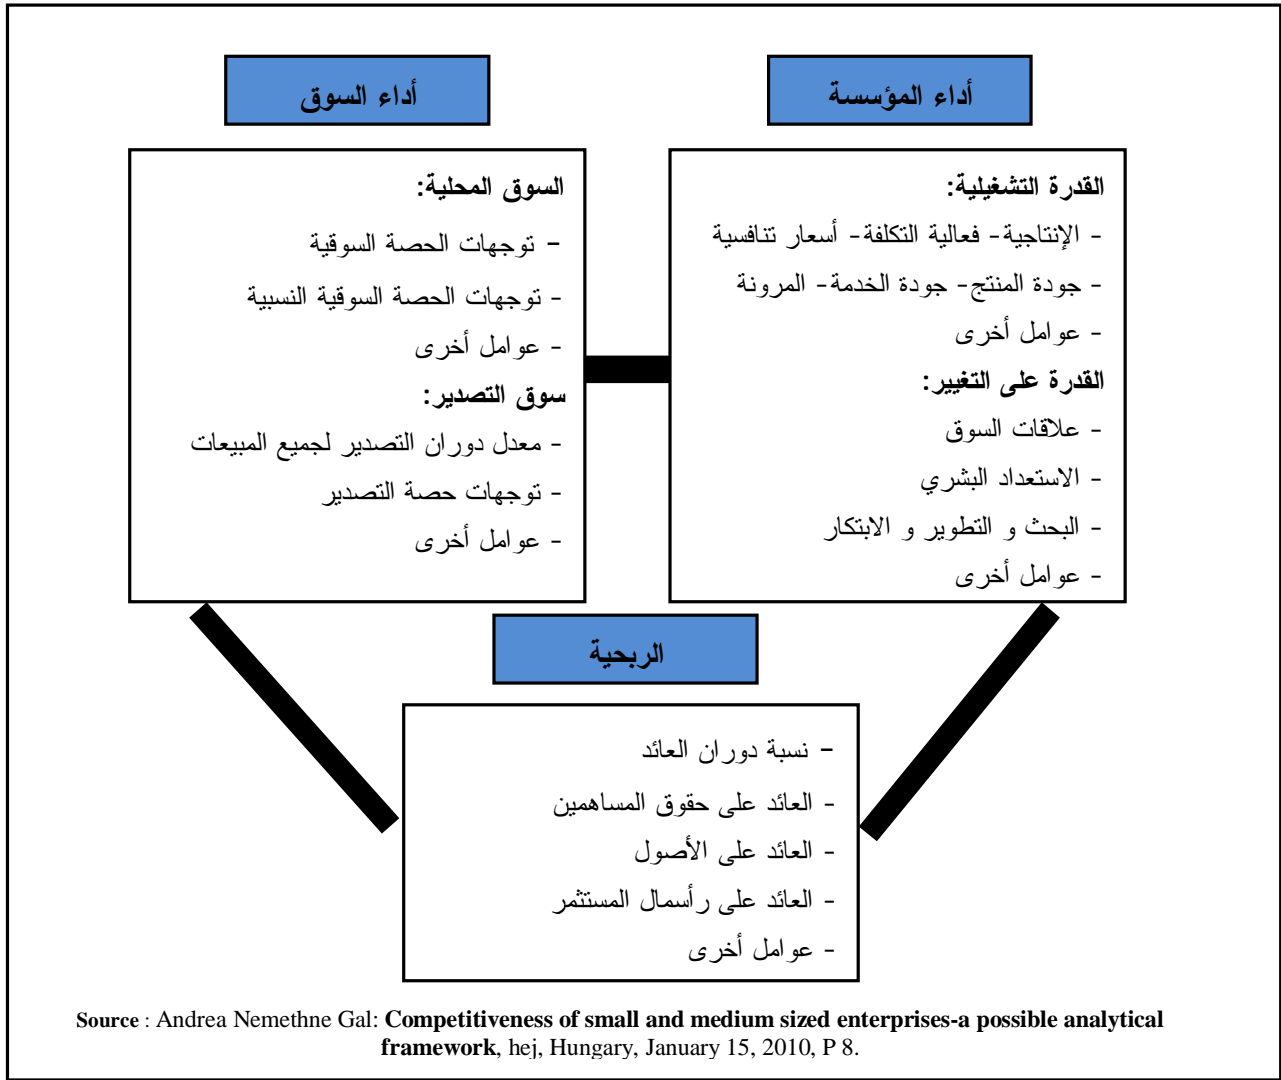 أداء المؤسسة
القدرة التشغيلية:
- الإنتاجية- فعالية التكلفة- أسعار تنافسية
- جودة المنتج- جودة الخدمة- المرونة
- عوامل أخرى
القدرة على التغيير:
- علاقات السوق
- الاستعداد البشري
- البحث و التطوير و الابتكار
- عوامل أخرى
أداء السوق
السوق المحلية:
- توجهات الحصة السوقية
- توجهات الحصة السوقية النسبية
- عوامل أخرى
سوق التصدير:
- معدل دوران التصدير لجميع المبيعات
- توجهات حصة التصدير
- عوامل أخرى
الربحية
- نسبة دوران العائد
- العائد على حقوق المساهمين
- العائد على الأصول
- العائد على رأسمال المستثمر
- عوامل أخرى
Source : Andrea Nemethne Gal: Competitiveness of small and medium sized enterprises-a possible analytical
framework, hej, Hungary, January 15, 2010, P 8.